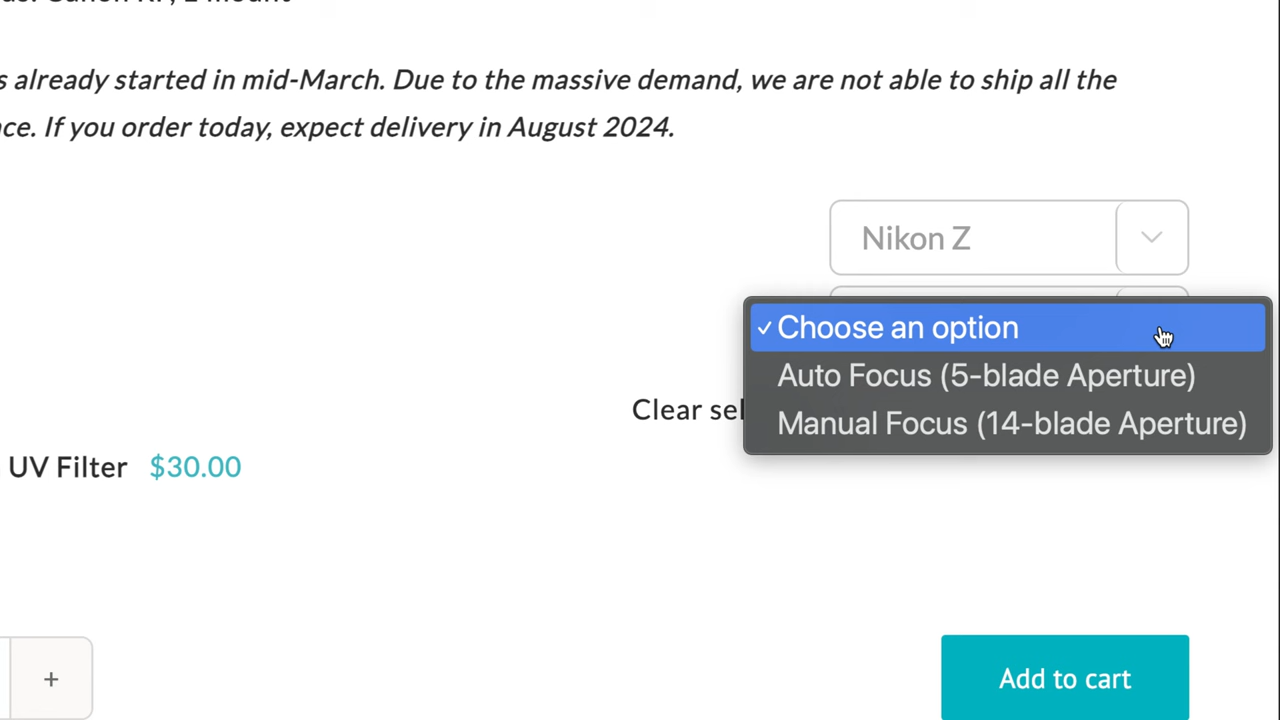 s already started in mid-March. Due to the massive demand, we are not able to ship all the
ce. If you order today, expect delivery in August 2024.
Nikon Z
✓ Choose an option
Auto Focus (5-blade Aperture)
Clear sel
Manual Focus (14-blade Aperture)
UV Filter $30.00
+
Add to cart